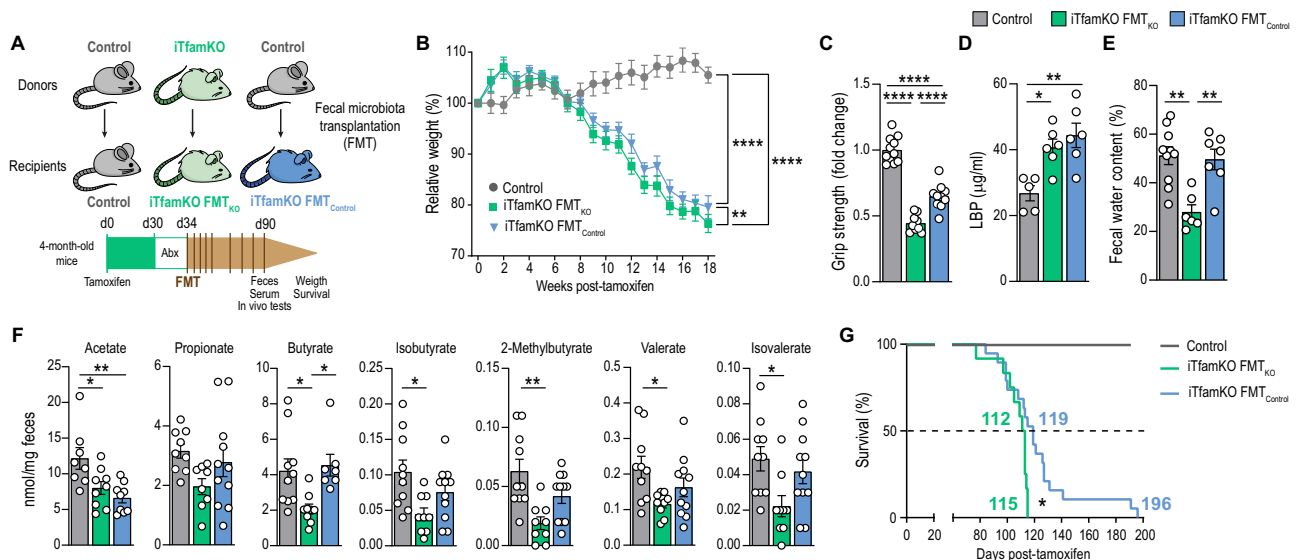 Control iTfamKO FMTKO iTfamKO FMTControl
A
Control iTfamKO Control
Donors
Fecal microbiota
transplantation
(FMT)
Recipients
Control iTfamKO FMTKO iTfamKO FMTControl
d0 d30 d34 d90
4-month-old
mice
Abx
Tamoxifen FMT Feces Weigth
Serum Survival
In vivo tests
B
Relative weight (%)
110
105
100
95
90
85
80
75
70
Control
iTfamKO FMTKO
iTfamKO FMTControl
****
****
**
0 2 4 6 8 10 12 14 16 18
Weeks post-tamoxifen
C
Grip strength (fold change)
1.5
1.0
0.5
0.0
****
**** ****
D
LBP (µg/ml)
60
40
20
0
**
*
E
Fecal water content (%)
80
60
40
20
0
** **
F
nmol/mg feces
Acetate
25
20
15
10
5
0
**
*
Propionate
6
4
2
0
Butyrate
10
8
6
4
2
0
* *
Isobutyrate
0.25
0.20
0.15
0.10
0.05
0.00
*
2-Methylbutyrate
0.20
0.15
0.10
0.05
0.00
**
Valerate
0.5
0.4
0.3
0.2
0.1
0.0
*
Isovalerate
0.10
0.08
0.06
0.04
0.02
0.00
*
G
Survival (%)
100
50
0
Control
iTfamKO FMTKO
iTfamKO FMTControl
112 119
115 * 196
0 20 60 80 100 120 140 160 180 200
Days post-tamoxifen